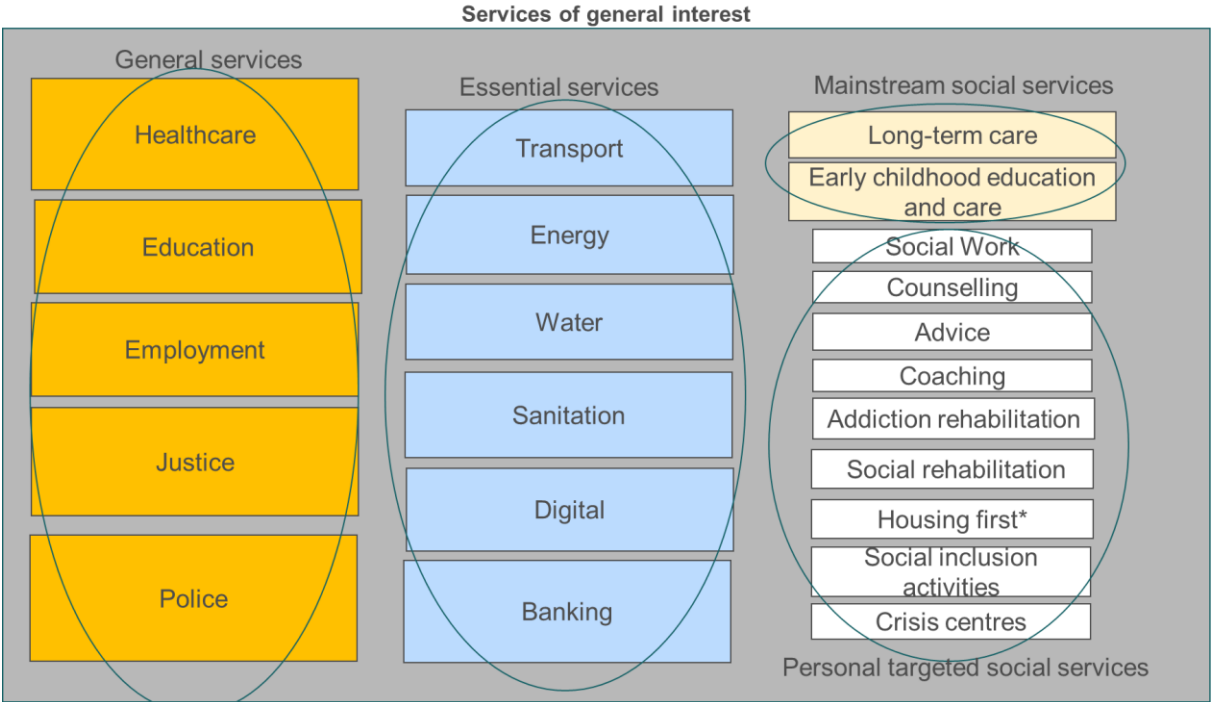 Services of general interest
General services
Healthcare
Education
Employment
Justice
Police
Essential services
Transport
Energy
Water
Sanitation
Digital
Banking
Mainstream social services
Long-term care
Early childhood education
and care
Social Work
Counselling
Advice
Coaching
Addiction rehabilitation
Social rehabilitation
Housing first*
Social inclusion
activities
Crisis centres
Personal targeted social services